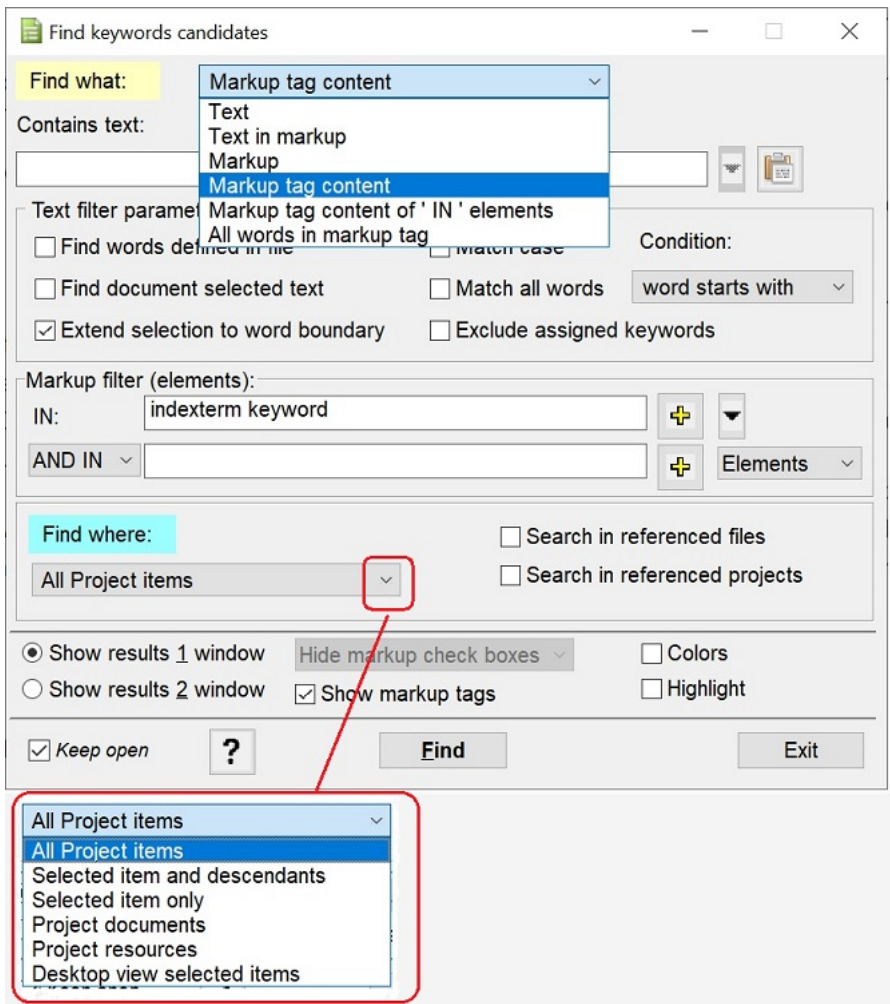 Find keywords candidates
Find what: Markup tag content
Text
Contains text:
Text in markup
Markup
Markup tag content
Markup tag content of ' IN ' elements
All words in markup tag
Text filter paramet
Find words defined in file Match case Condition:
Find document selected text Match all words word starts with
Extend selection to word boundary Exclude assigned keywords
Markup filter (elements):
IN: indexterm keyword
AND IN Elements
Find where: Search in referenced files
All Project items Search in referenced projects
Show results 1 window Hide markup check boxes Colors
Show results 2 window Show markup tags Highlight
Keep open ? Find Exit
All Project items
All Project items
Selected item and descendants
Selected item only
Project documents
Project resources
Desktop view selected items